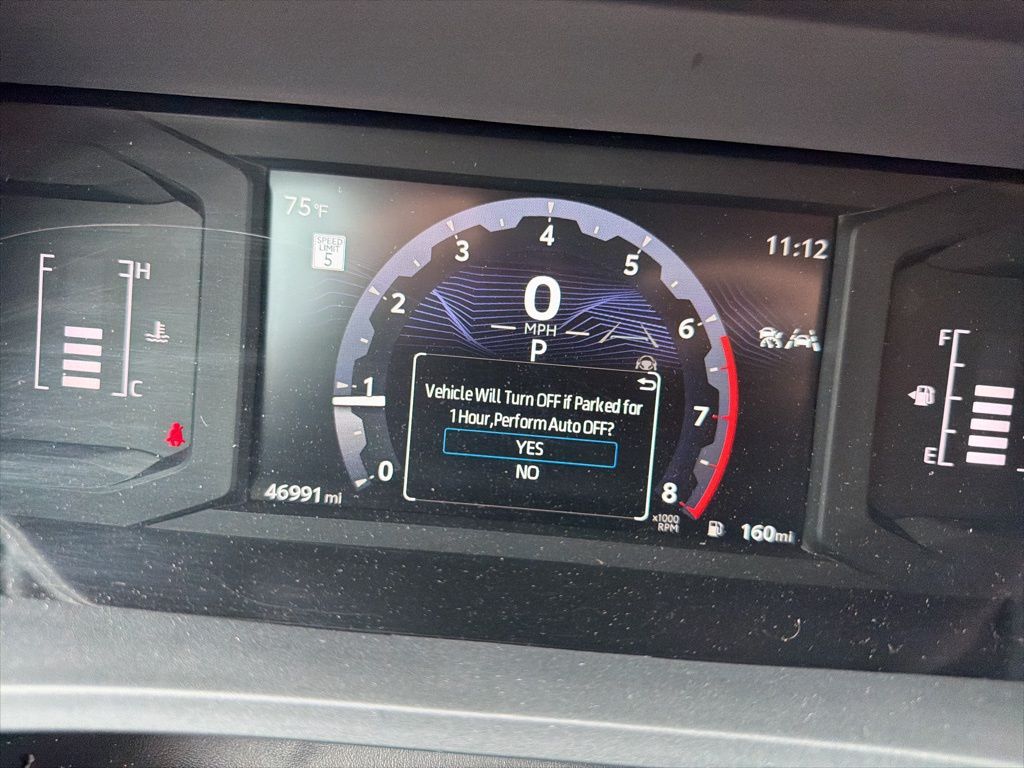 75°F
SPEED
LIMIT
5
11:12
F
H
C
0
1
2
3
4
5
6
7
8
0
MPH
P
Vehicle Will Turn OFF if Parked for
1 Hour,Perform Auto OFF?
YES
NO
x1000
RPM
46991 mi
160mi
F
E